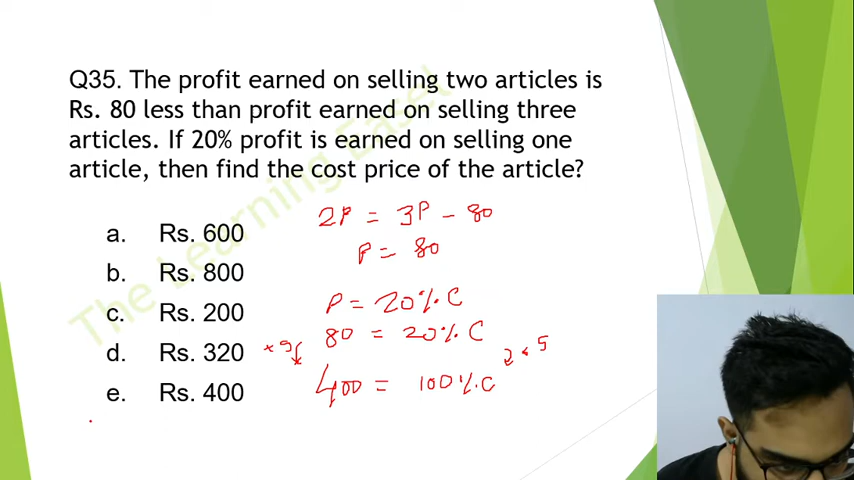 Q35. The profit earned on selling two articles is
Rs. 80 less than profit earned on selling three
articles. If 20% profit is earned on selling one
article, then find the cost price of the article?
a. Rs. 600
b. Rs. 800
c. Rs. 200
d. Rs. 320
e. Rs. 400
2P = 3P - 80
P = 80
P = 20% C
80 = 20% C
400 = 100% C
× 5
× 5
The Learning Ease!